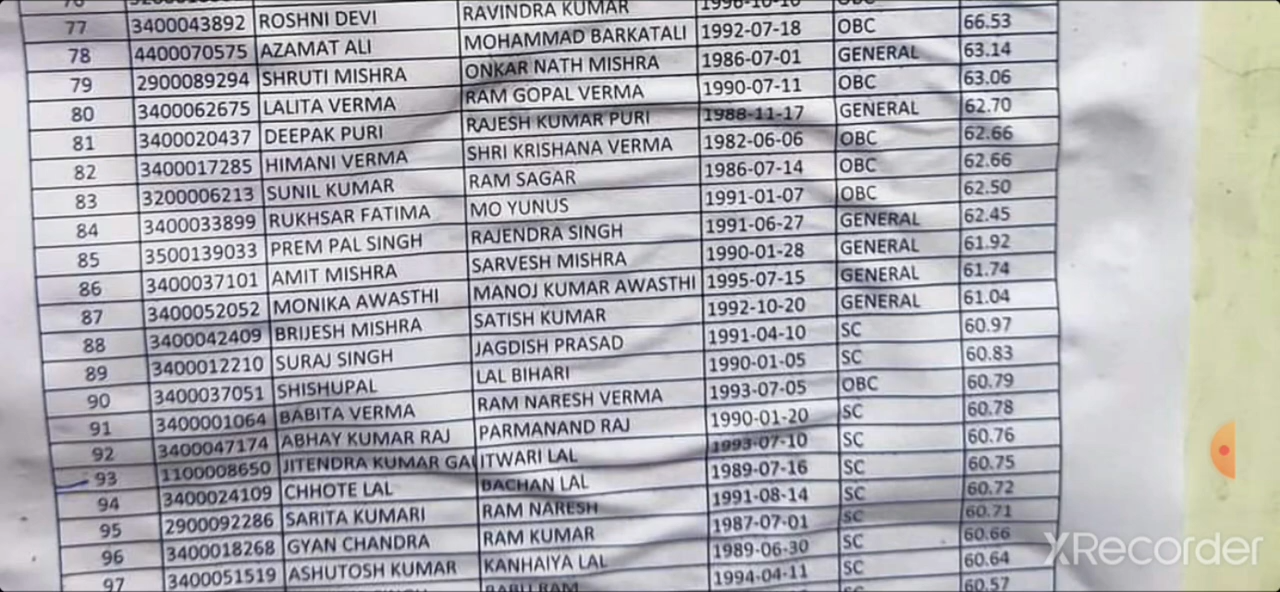 77 3400043892 ROSHNI DEVI RAVINDRA KUMAR
78 4400070575 AZAMAT ALI MOHAMMAD BARKATALI 1992-07-18 OBC 66.53
79 2900089294 SHRUTI MISHRA ONKAR NATH MISHRA 1986-07-01 GENERAL 63.14
80 3400062675 LALITA VERMA RAM GOPAL VERMA 1990-07-11 OBC 63.06
81 3400020437 DEEPAK PURI RAJESH KUMAR PURI 1988-11-17 GENERAL 62.70
82 3400017285 HIMANI VERMA SHRI KRISHANA VERMA 1982-06-06 OBC 62.66
83 3200006213 SUNIL KUMAR RAM SAGAR 1986-07-14 OBC 62.66
84 3400033899 RUKHSAR FATIMA MO YUNUS 1991-01-07 OBC 62.50
85 3500139033 PREM PAL SINGH RAJENDRA SINGH 1991-06-27 GENERAL 62.45
86 3400037101 AMIT MISHRA SARVESH MISHRA 1990-01-28 GENERAL 61.92
87 3400052052 MONIKA AWASTHI MANOJ KUMAR AWASTHI 1995-07-15 GENERAL 61.74
88 3400042409 BRIJESH MISHRA SATISH KUMAR 1992-10-20 GENERAL 61.04
89 3400012210 SURAJ SINGH JAGDISH PRASAD 1991-04-10 SC 60.97
90 3400037051 SHISHUPAL LAL BIHARI 1990-01-05 SC 60.83
91 3400001064 BABITA VERMA RAM NARESH VERMA 1993-07-05 OBC 60.79
92 3400047174 ABHAY KUMAR RAJ PARMANAND RAJ 1990-01-20 SC 60.78
93 1100008650 JITENDRA KUMAR GA ITWARI LAL 1993-07-10 SC 60.76
94 3400024109 CHHOTE LAL BACHAN LAL 1989-07-16 SC 60.75
95 2900092286 SARITA KUMARI RAM NARESH 1991-08-14 SC 60.72
96 3400018268 GYAN CHANDRA RAM KUMAR 1987-07-01 SC 60.71
97 3400051519 ASHUTOSH KUMAR KANHAIYA LAL 1989-06-30 SC 60.66
BABU RAM 1994-04-11 SC 60.64
60.57
XRecorder